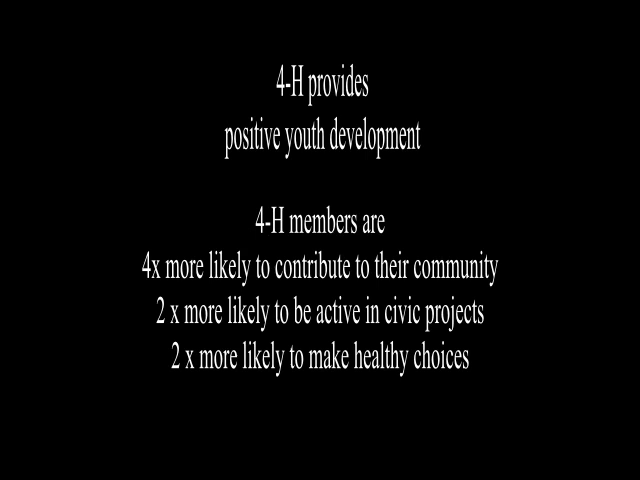 4-H provides
positive youth development
4-H members are
4x more likely to contribute to their community
2 x more likely to be active in civic projects
2 x more likely to make healthy choices